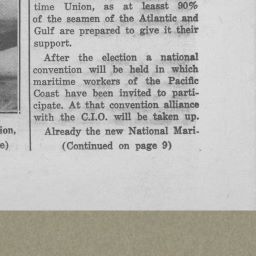 time Union, as at leasst 90%
of the seamen of the Atlantic and
Gulf are prepared to give it their
support.
After the election a national
convention will be held in which
maritime workers of the Pacific
Coast have been invited to parti-
cipate. At that convention alliance
with the C.I.O. will be taken up.
Already the new National Mari-
(Continued on page 9)
ion,
e)